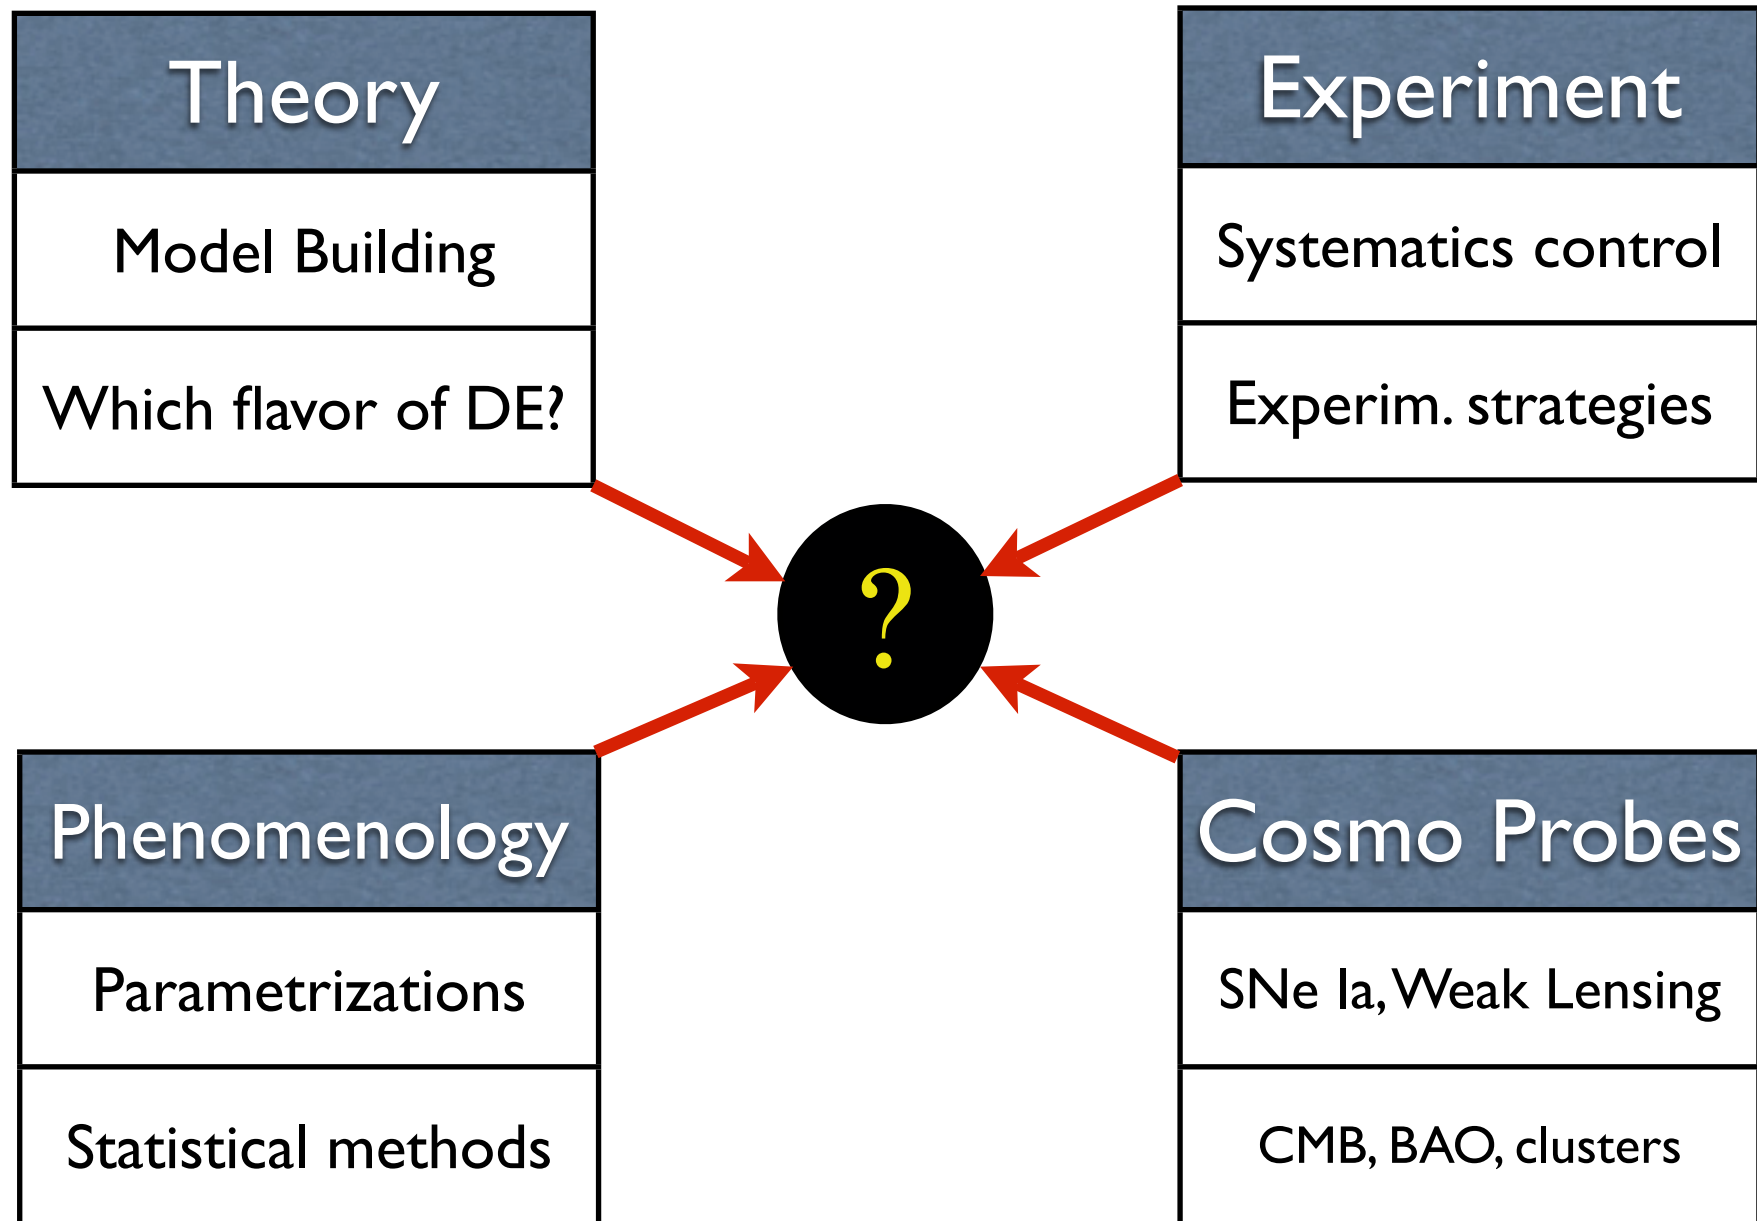 Theory
Model Building
Which flavor of DE?
Experiment
Systematics control
Experim. strategies
?
Phenomenology
Parametrizations
Statistical methods
Cosmo Probes
SNe Ia, Weak Lensing
CMB, BAO, clusters